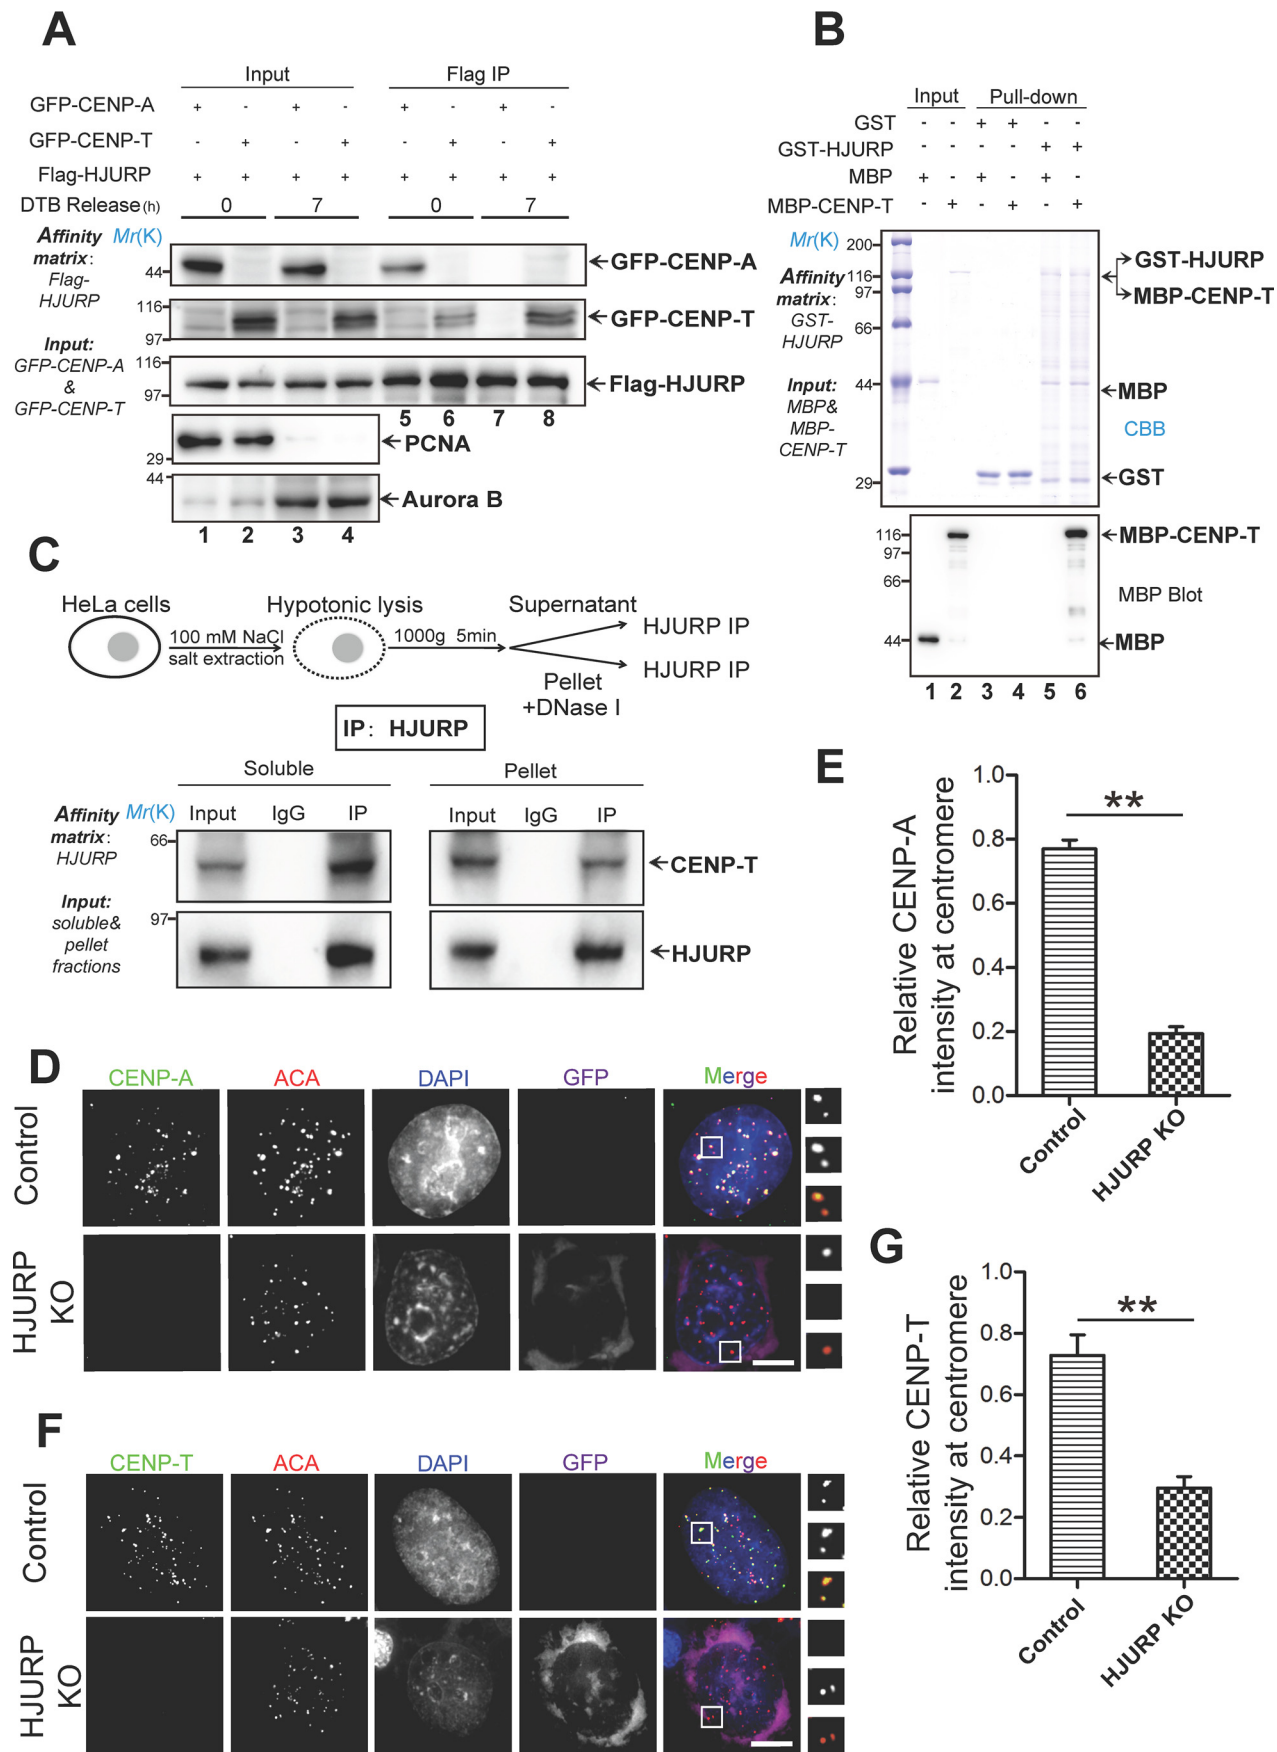 A
Input Flag IP
GFP-CENP-A + - + - + - + -
GFP-CENP-T - + - + - + - +
Flag-HJURP + + + + + + + +
DTB Release(h) 0 7 0 7
Affinity matrix: Flag-HJURP
Input: GFP-CENP-A & GFP-CENP-T
Mr(K)
44 GFP-CENP-A
116
97 GFP-CENP-T
116
97 Flag-HJURP
5 6 7 8
29 PCNA
44 Aurora B
1 2 3 4
B
Input Pull-down
GST - - + + - -
GST-HJURP - - - - + +
MBP + - + - + -
MBP-CENP-T - + - + - +
Mr(K)
Affinity matrix: GST-HJURP
Input: MBP& MBP-CENP-T
200
116
97
66
44
29
GST-HJURP
MBP-CENP-T
MBP
CBB
GST
116
97
66
44
MBP-CENP-T
MBP Blot
MBP
1 2 3 4 5 6
C
HeLa cells
100 mM NaCl
salt extraction
Hypotonic lysis
1000g 5min
Supernatant
HJURP IP
HJURP IP
Pellet
+DNase I
IP: HJURP
Soluble Pellet
Input IgG IP Input IgG IP
Affinity matrix: HJURP
Input: soluble& pellet fractions
Mr(K)
66
CENP-T
97
HJURP
D
CENP-A ACA DAPI GFP Merge
Control
HJURP KO
E
Relative CENP-A
intensity at centromere
1.0
0.8
0.6
0.4
0.2
0.0
**
Control
HJURP KO
F
CENP-T ACA DAPI GFP Merge
Control
HJURP KO
G
Relative CENP-T
intensity at centromere
1.0
0.8
0.6
0.4
0.2
0.0
**
Control
HJURP KO